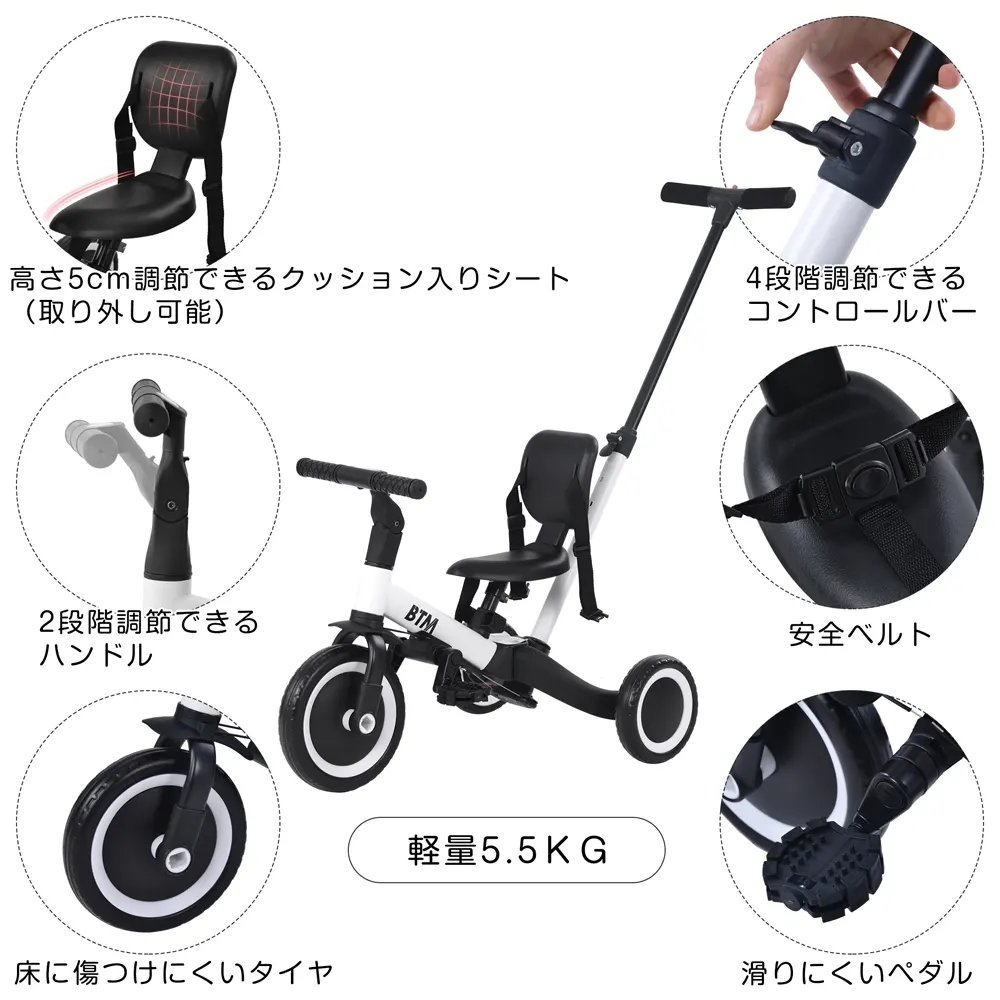 高さ5cm調節できるクッション入りシート
（取り外し可能）
4段階調節できる
コントロールバー
2段階調節できる
ハンドル
安全ベルト
BTM
軽量5.5KG
床に傷つけにくいタイヤ
滑りにくいペダル